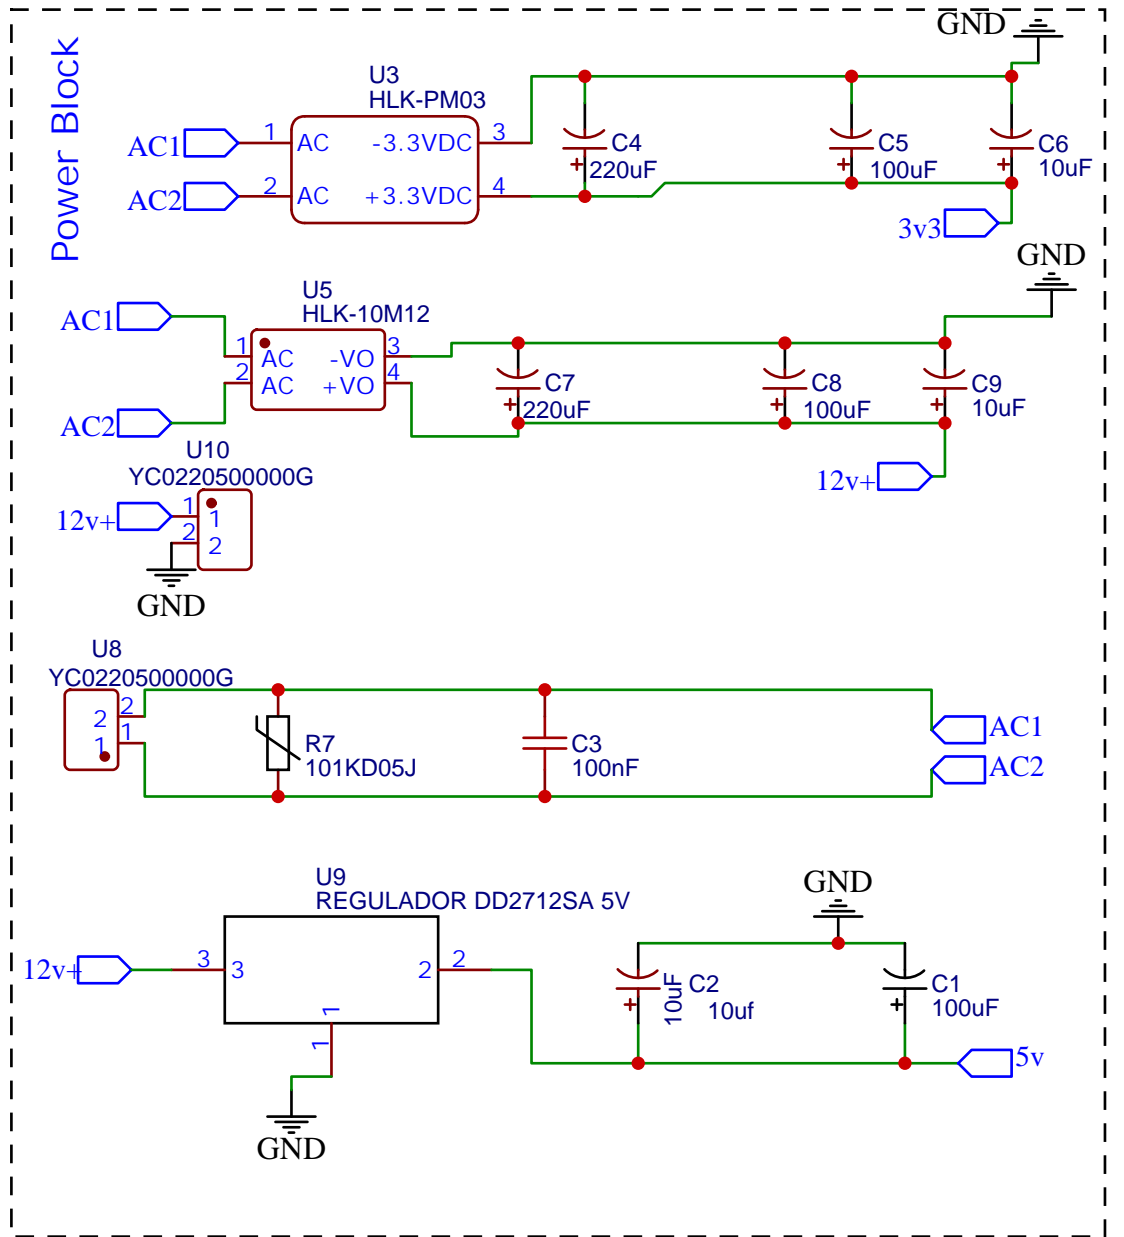 Power Block
GND
U3
HLK-PM03
AC1
1
AC
-3.3VDC
3
AC2
2
AC
+3.3VDC
4
C4
220uF
C5
100uF
C6
10uF
3v3
GND
U5
HLK-10M12
AC1
1
AC
-VO
3
2
AC
+VO
4
AC2
C7
220uF
C8
100uF
C9
10uF
12v+
U10
YC0220500000G
12v+
1
1
2
2
GND
U8
YC0220500000G
2
2
1
1
R7
101KD05J
C3
100nF
AC1
AC2
U9
REGULADOR DD2712SA 5V
12v+
3
3
2
2
1
1
GND
GND
10uF
C2
10uf
C1
100uF
5v